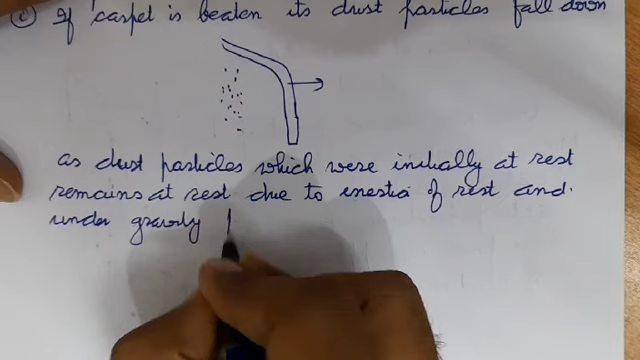 (c) If carpet is beaten its dust particles fall down
as dust particles which were initially at rest
remains at rest due to inertia of rest and
under gravity